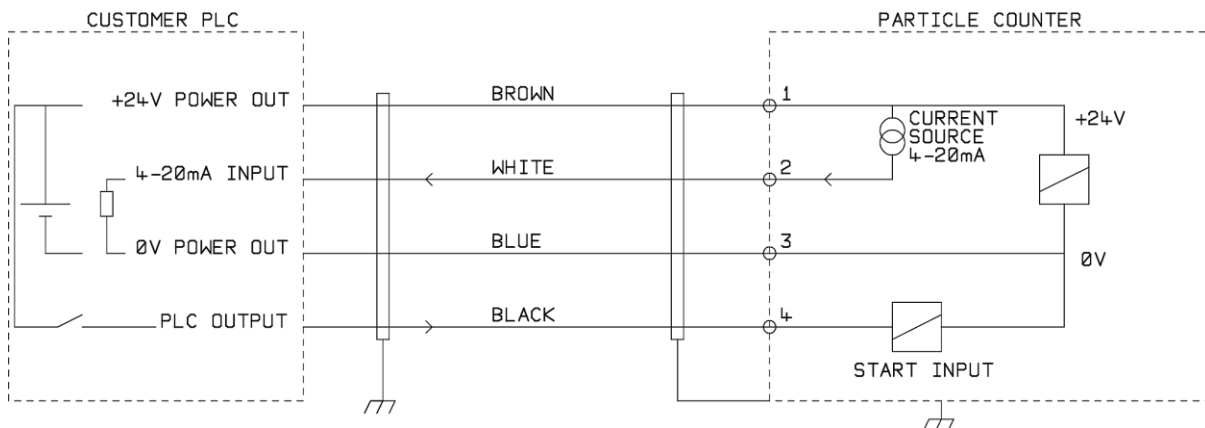 CUSTOMER PLC
PARTICLE COUNTER
+24V POWER OUT
BROWN
1
CURRENT
SOURCE
4-20mA
+24V
4-20mA INPUT
WHITE
2
0V POWER OUT
BLUE
3
0V
PLC OUTPUT
BLACK
4
START INPUT